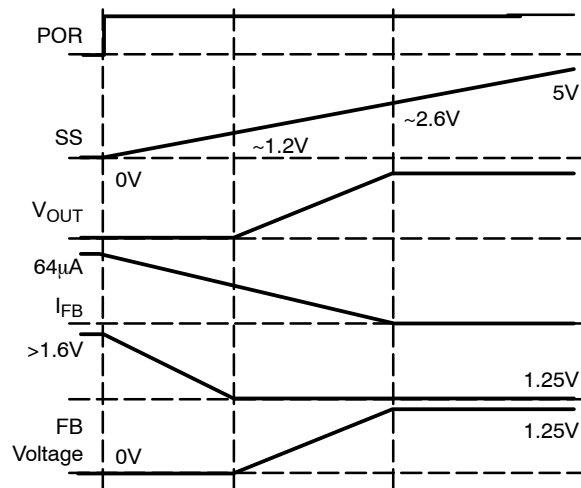 POR
5V
~2.6V
SS
~1.2V
0V
VOUT
64μA
IFB
>1.6V
1.25V
FB
Voltage
1.25V
0V